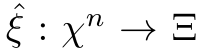 $\hat{\xi} : \chi^n \to \Xi$